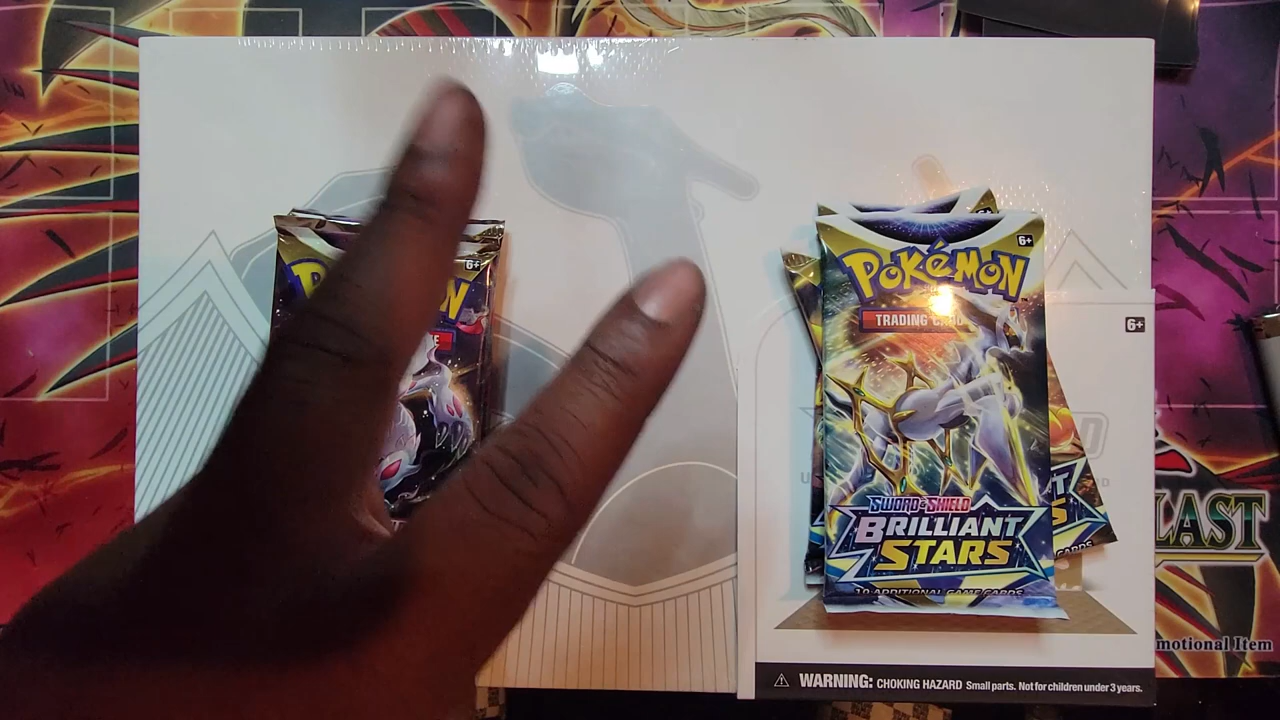 6+
6+
POKéMON
TRADING CARD
SWORD & SHIELD
BRILLIANT
STARS
10 ADDITIONAL GAME CARDS
CARDS
6+
LAST
motional Item
WARNING: CHOKING HAZARD Small parts. Not for children under 3 years.